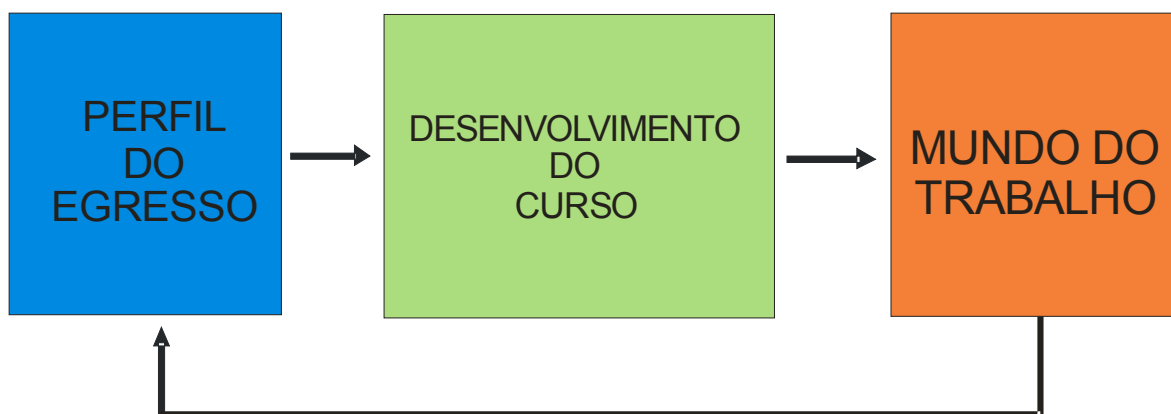 PERFIL
DO
EGRESSO
DESENVOLVIMENTO
DO
CURSO
MUNDO DO
TRABALHO